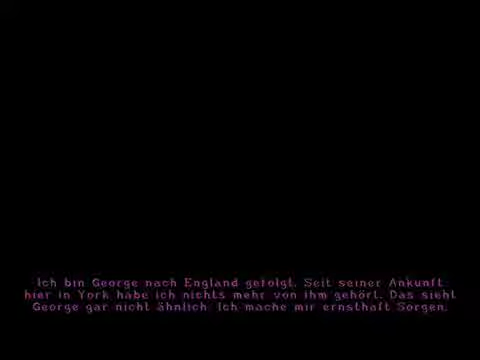 Ich bin George nach England gefolgt. Seit seiner Ankunft
hier in York habe ich nichts mehr von ihm gehört. Das sieht
George gar nicht ähnlich. Ich mache mir ernsthaft Sorgen.